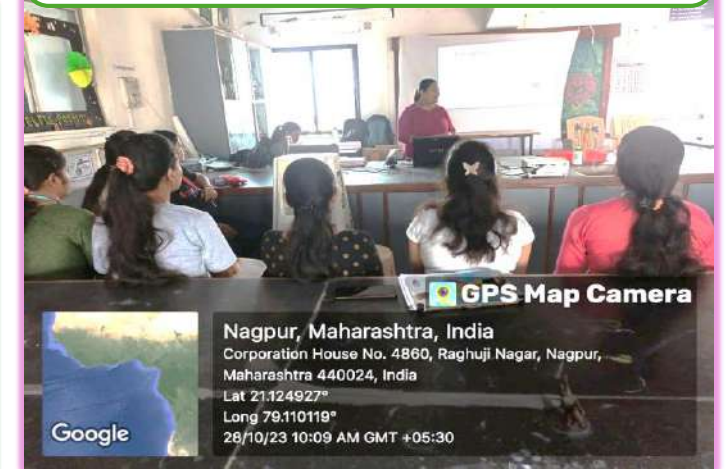 GPS Map Camera
Nagpur, Maharashtra, India
Corporation House No. 4860, Raghuji Nagar, Nagpur,
Maharashtra 440024, India
Lat 21.124927°
Long 79.110119°
28/10/23 10:09 AM GMT +05:30
Google